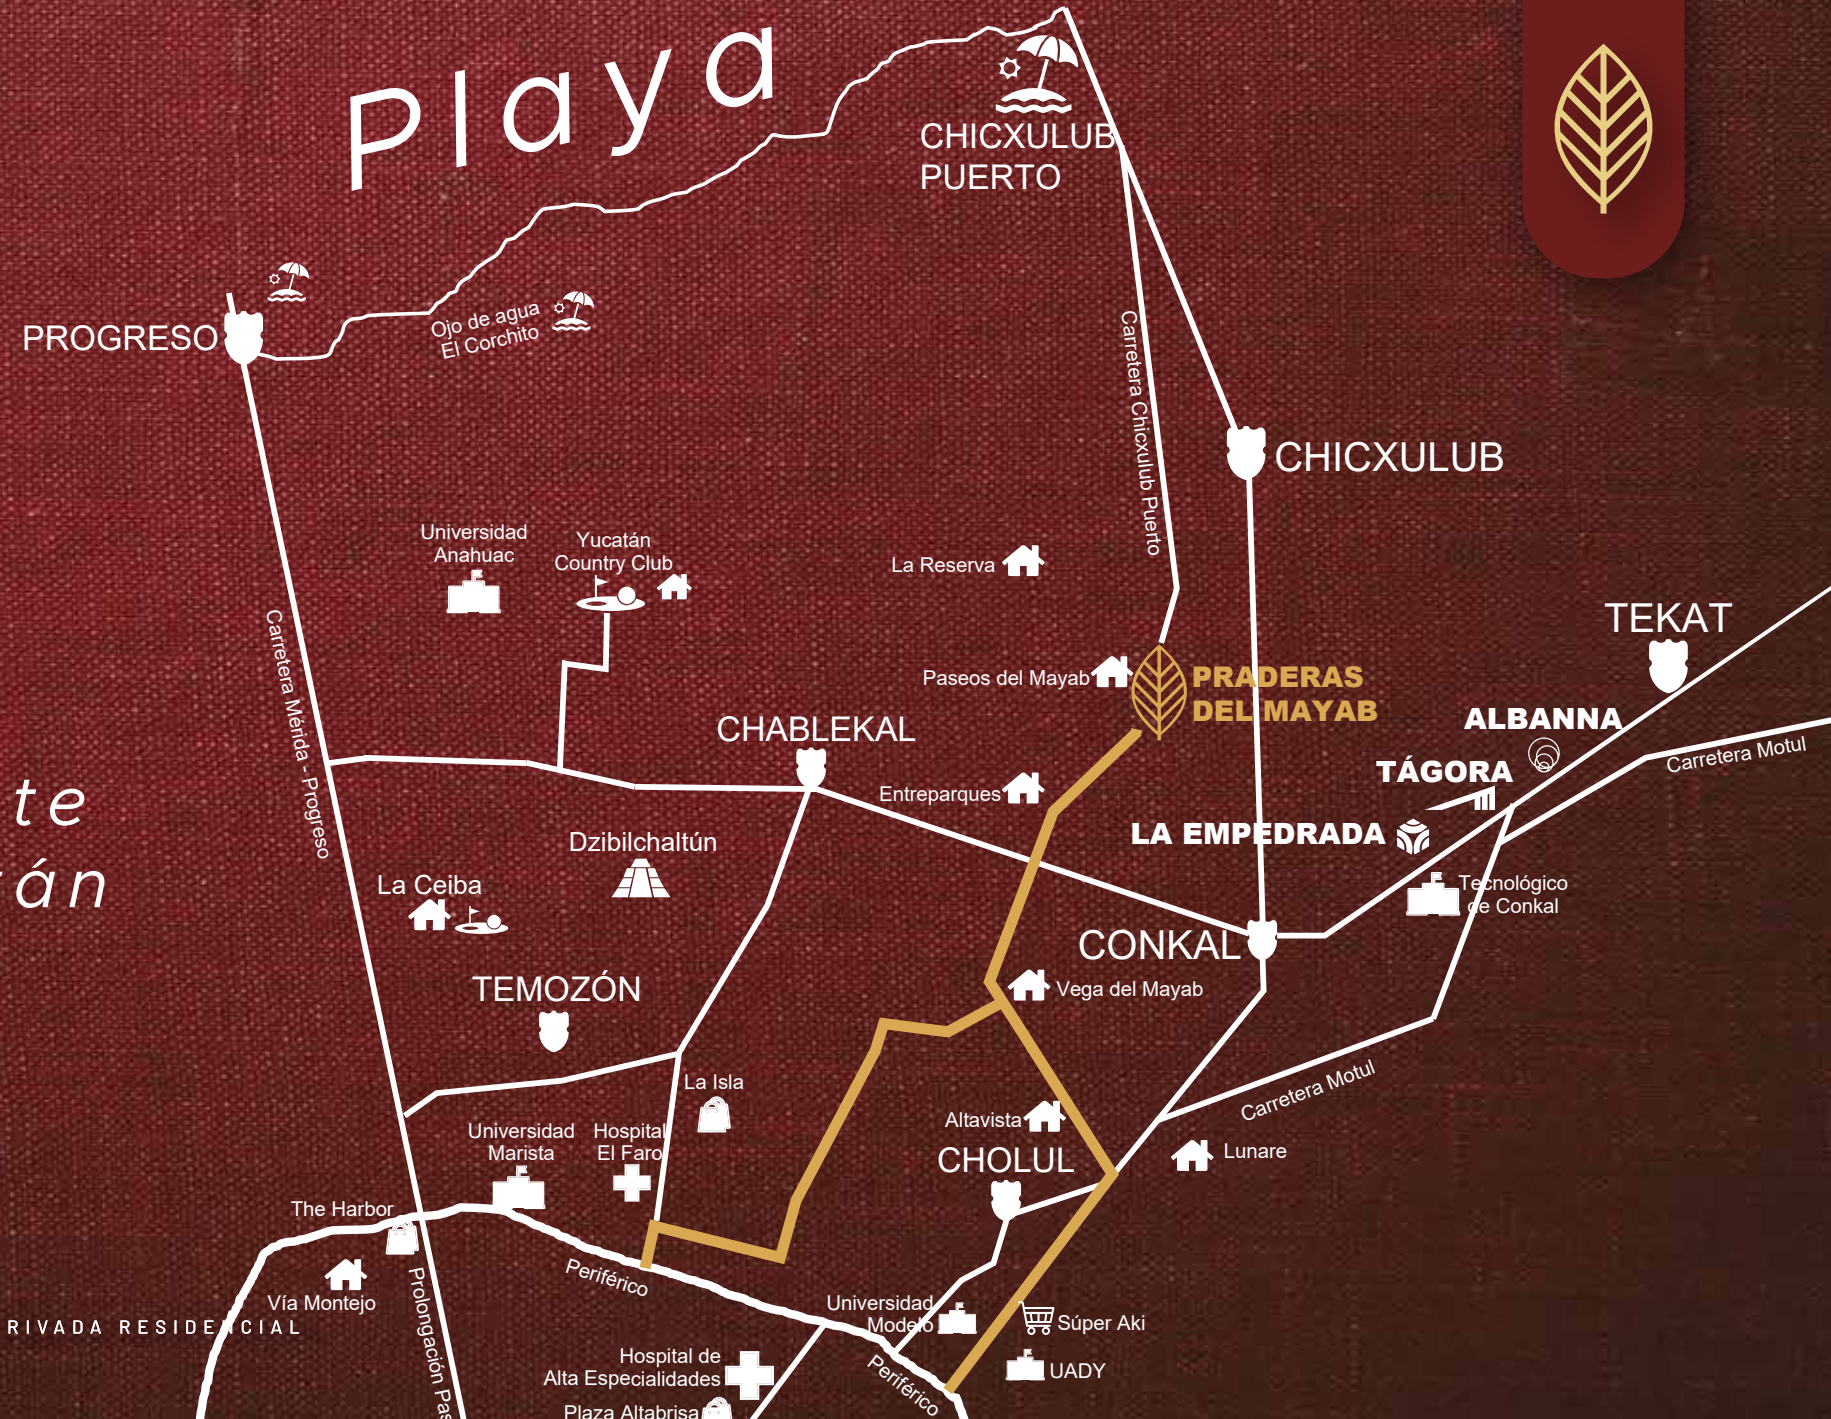 Playa
CHICXULUB
PUERTO
PROGRESO
Ojo de agua
El Corchito
Carretera Chicxulub Puerto
CHICXULUB
Universidad
Anahuac
Yucatán
Country Club
La Reserva
TEKAT
Carretera Mérida - Progreso
Paseos del Mayab
PRADERAS
DEL MAYAB
CHABLEKAL
ALBANNA
Carretera Motul
TÁGORA
Entreparques
te
án
LA EMPEDRADA
Dzibilchaltún
La Ceiba
Tecnológico
de Conkal
CONKAL
TEMOZÓN
Vega del Mayab
La Isla
Carretera Motul
Altavista
Universidad
Marista
Hospital
El Faro
CHOLUL
Lunare
The Harbor
Periférico
Vía Montejo
Prolongación Pas
RIVADA RESIDENCIAL
Universidad
Modelo
Súper Aki
Hospital de
Alta Especialidades
Periférico
UADY
Plaza Altabrisa